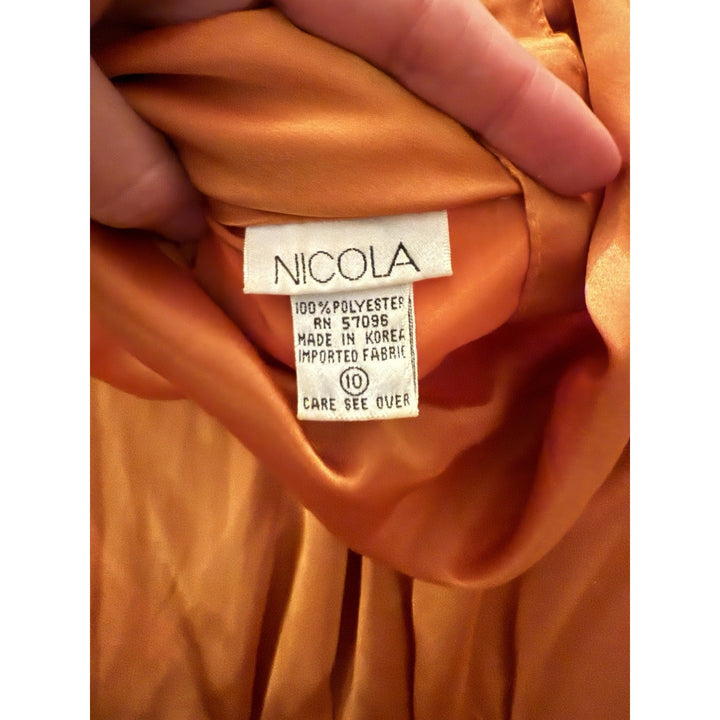 NICOLA
100% POLYESTER
RN 57096
MADE IN KOREA
IMPORTED FABRIC
10
CARE SEE OVER